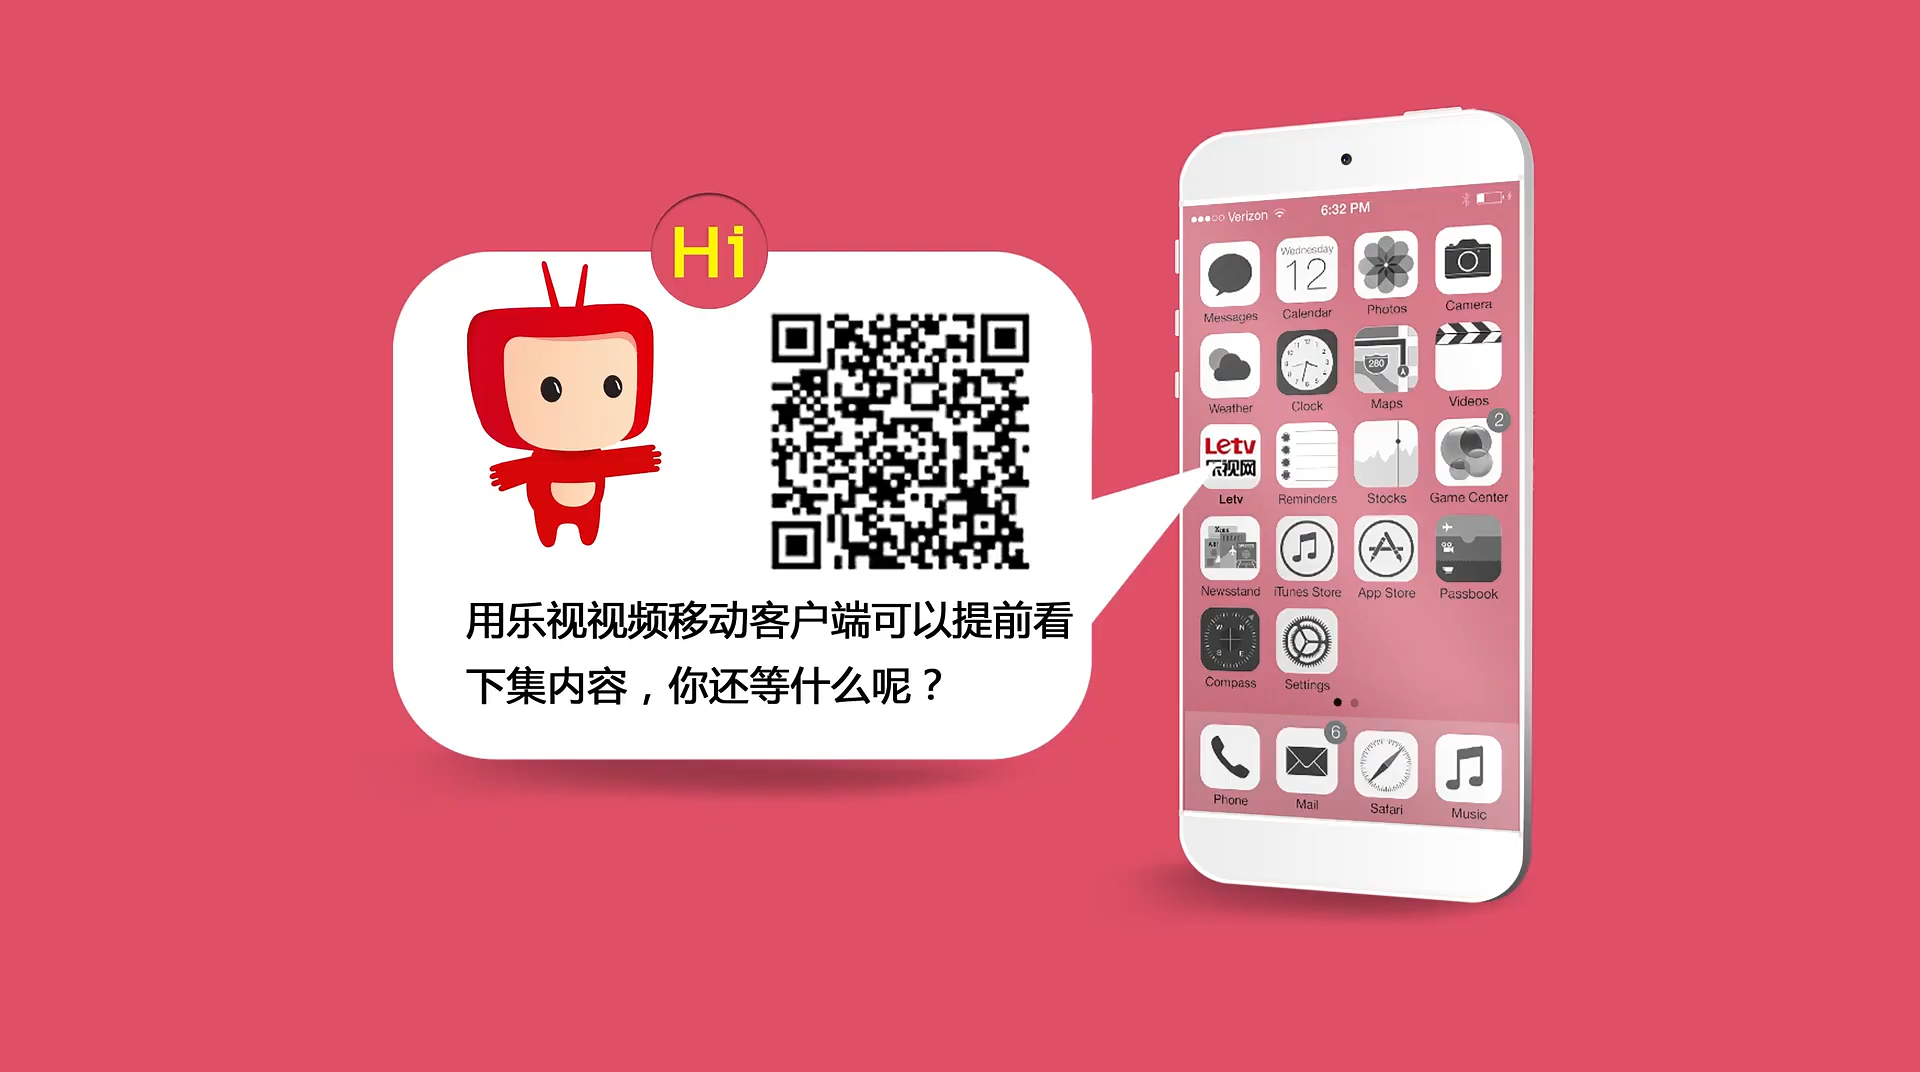 Hi
用乐视视频移动客户端可以提前看
下集内容，你还等什么呢？
Verizon
6:32 PM
Messages
Wednesday
12
Calendar
Photos
Camera
Weather
Clock
280
Maps
Videos
Letv
乐视网
Letv
Reminders
Stocks
2
Game Center
Newsstand
iTunes Store
App Store
Passbook
W N
S E
Compass
Settings
Phone
6
Mail
Safari
Music